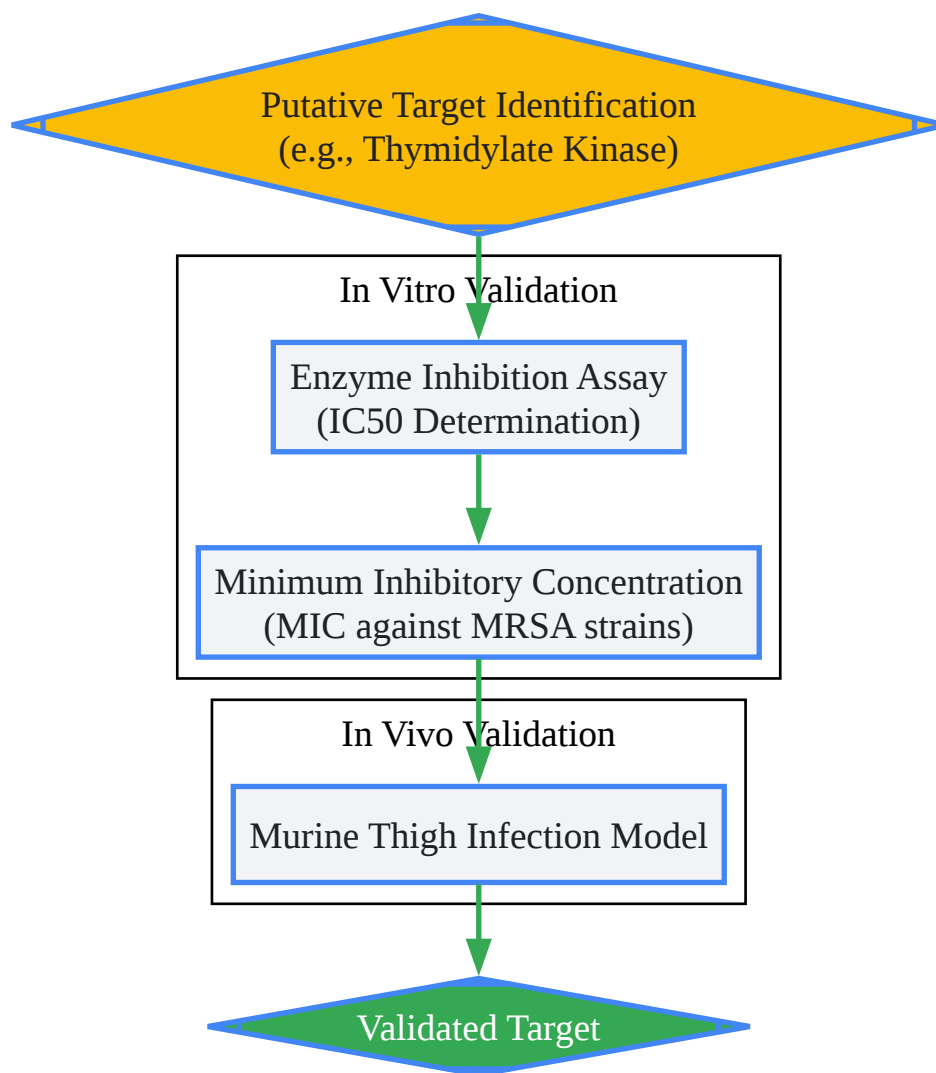 Putative Target Identification
(e.g., Thymidylate Kinase)
In Vitro Validation
Enzyme Inhibition Assay
(IC50 Determination)
Minimum Inhibitory Concentration
(MIC against MRSA strains)
In Vivo Validation
Murine Thigh Infection Model
Validated Target